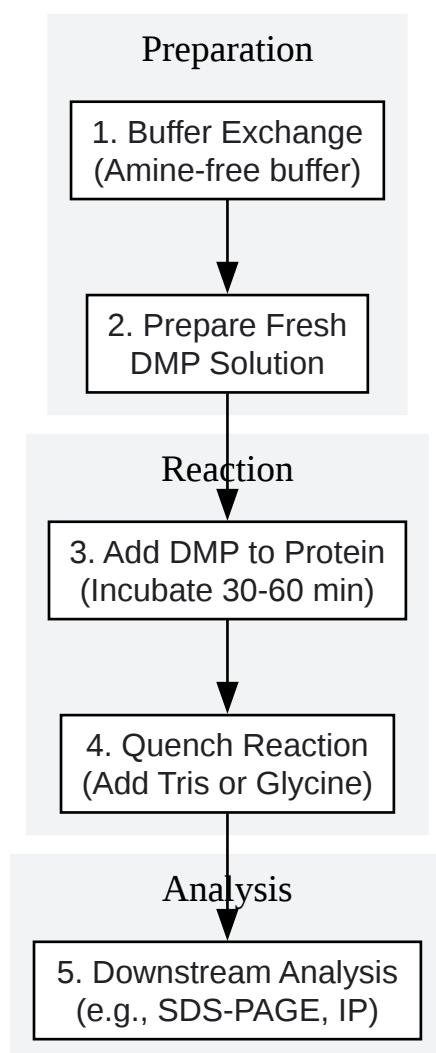 Preparation
1. Buffer Exchange
(Amine-free buffer)
2. Prepare Fresh
DMP Solution
Reaction
3. Add DMP to Protein
(Incubate 30-60 min)
4. Quench Reaction
(Add Tris or Glycine)
Analysis
5. Downstream Analysis
(e.g., SDS-PAGE, IP)